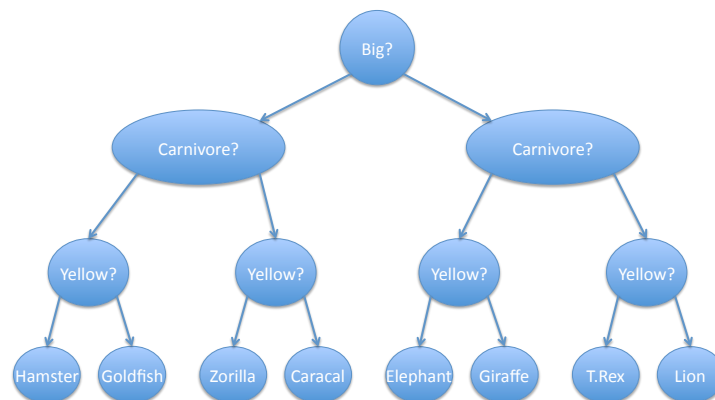 Big?
Carnivore?
Carnivore?
Yellow?
Yellow?
Yellow?
Yellow?
Hamster
Goldfish
Zorilla
Caracal
Elephant
Giraffe
T.Rex
Lion